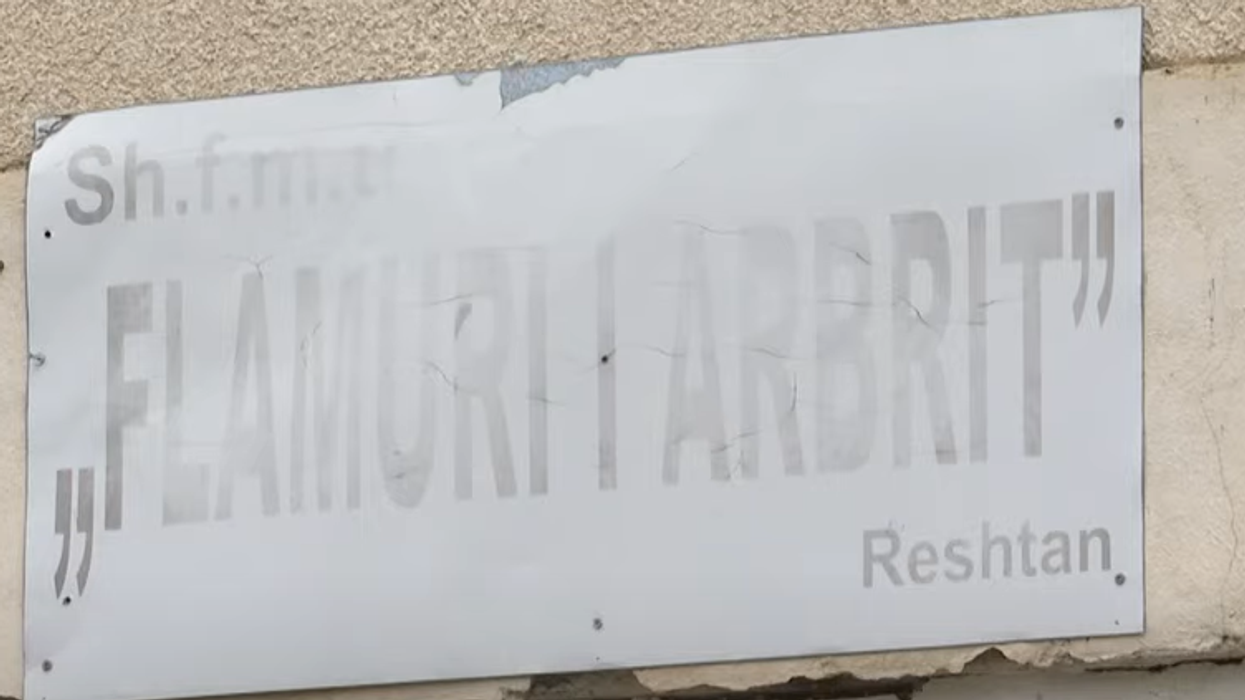 Sh.f.m.u
„FLAMURI I ARBRIT”
Reshtan